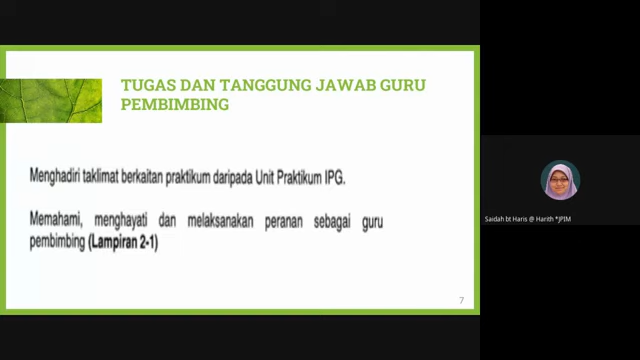 TUGAS DAN TANGGUNG JAWAB GURU
PEMBIMBING
Menghadiri taklimat berkaitan praktikum daripada Unit Praktikum IPG.
Memahami, menghayati dan melaksanakan peranan sebagai guru
pembimbing (Lampiran 2-1)
7
Saidah bt Haris @ Harith *JPIM